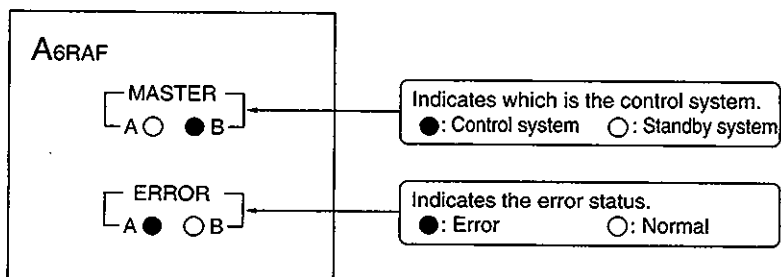 A6RAF
MASTER
A○ ●B
Indicates which is the control system.
●: Control system ○: Standby system
ERROR
A● ○B
Indicates the error status.
●: Error ○: Normal